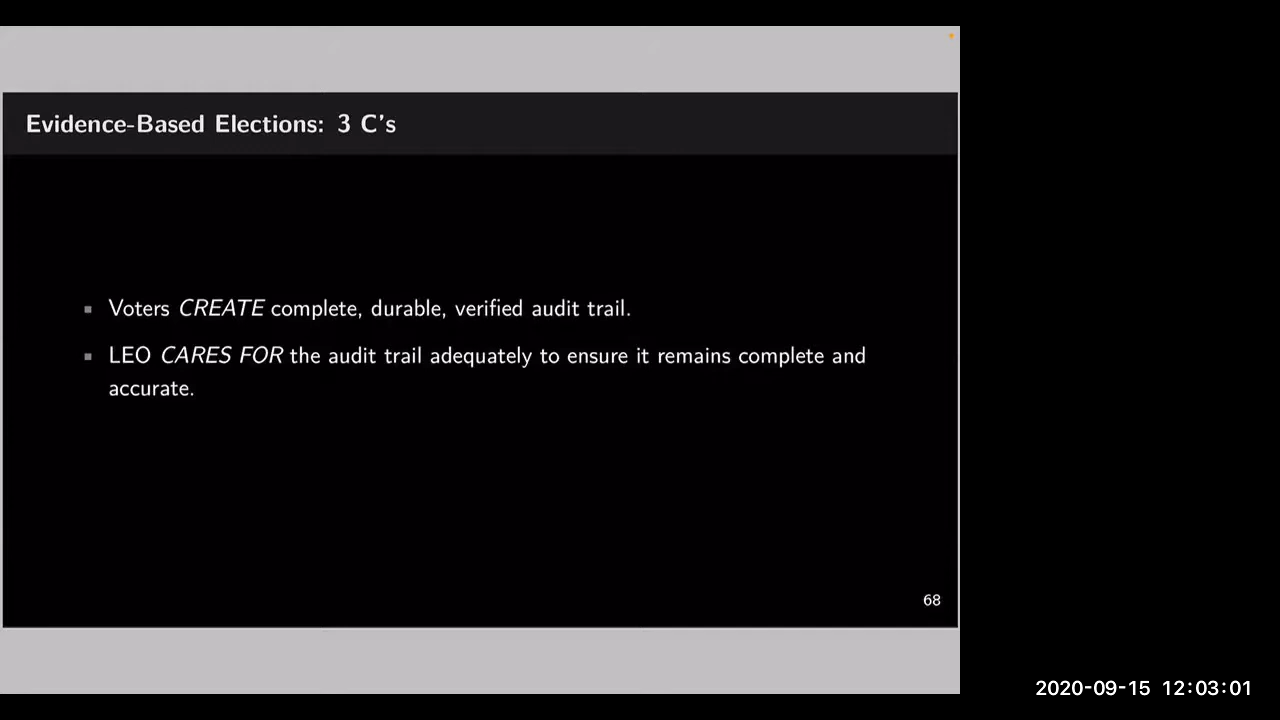 Evidence-Based Elections: 3 C's
▪ Voters CREATE complete, durable, verified audit trail.
▪ LEO CARES FOR the audit trail adequately to ensure it remains complete and
accurate.
68
2020-09-15 12:03:01